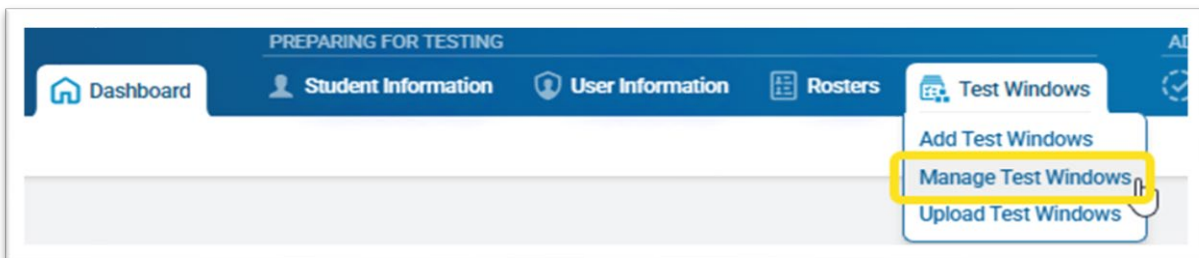 PREPARING FOR TESTING
Dashboard
Student Information
User Information
Rosters
Test Windows
Add Test Windows
Manage Test Windows
Upload Test Windows